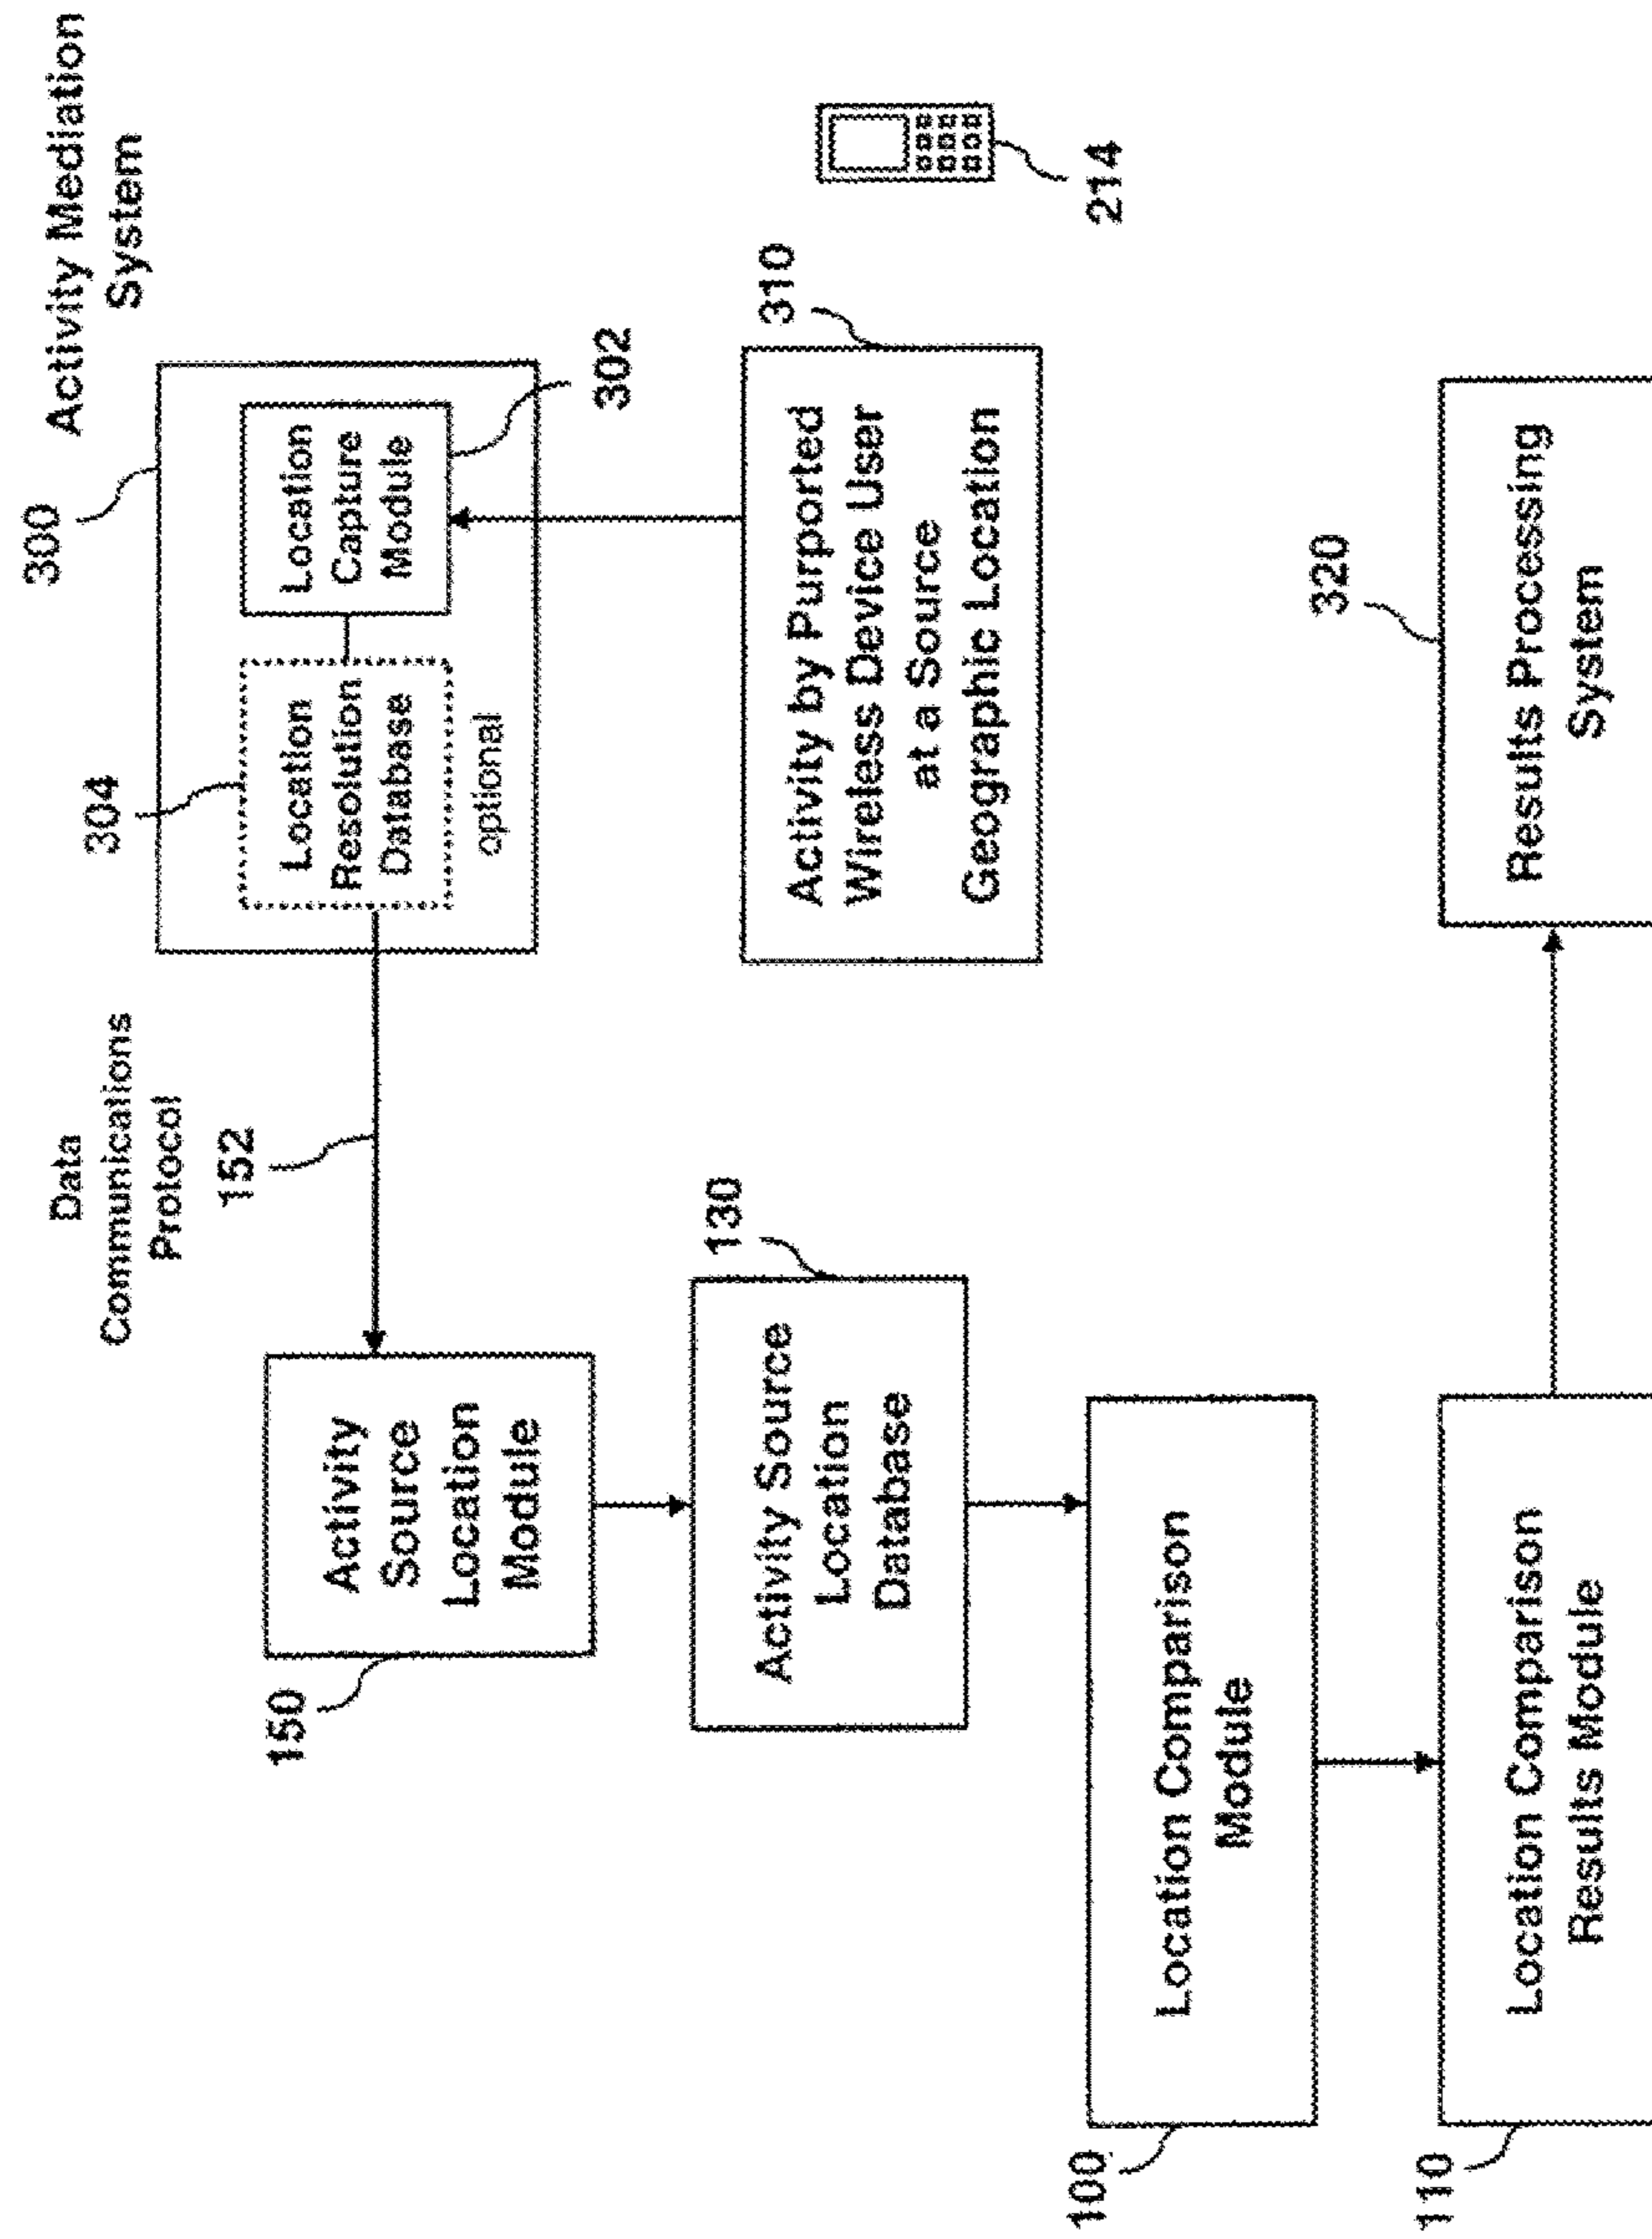 Activity Mediation
System
300
304
Location
Resolution
Database
optional
Location
Capture
Module
302
Data
Communications
Protocol
152
150
Activity
Source
Location
Module
130
Activity Source
Location
Database
310
Activity by Purported
Wireless Device User
at a Source
Geographic Location
214
100
Location Comparison
Module
110
Location Comparison
Results Module
320
Results Processing
System